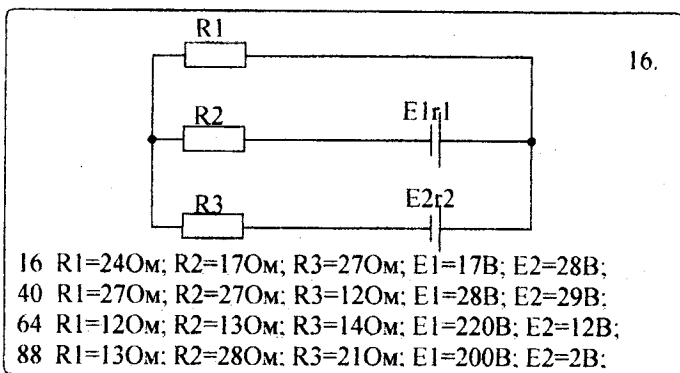 R1
16.
R2 E1r1
R3 E2r2
16 R1=24Ом; R2=17Ом; R3=27Ом; E1=17В; E2=28В;
40 R1=27Ом; R2=27Ом; R3=12Ом; E1=28В; E2=29В;
64 R1=12Ом; R2=13Ом; R3=14Ом; E1=220В; E2=12В;
88 R1=13Ом; R2=28Ом; R3=21Ом; E1=200В; E2=2В;